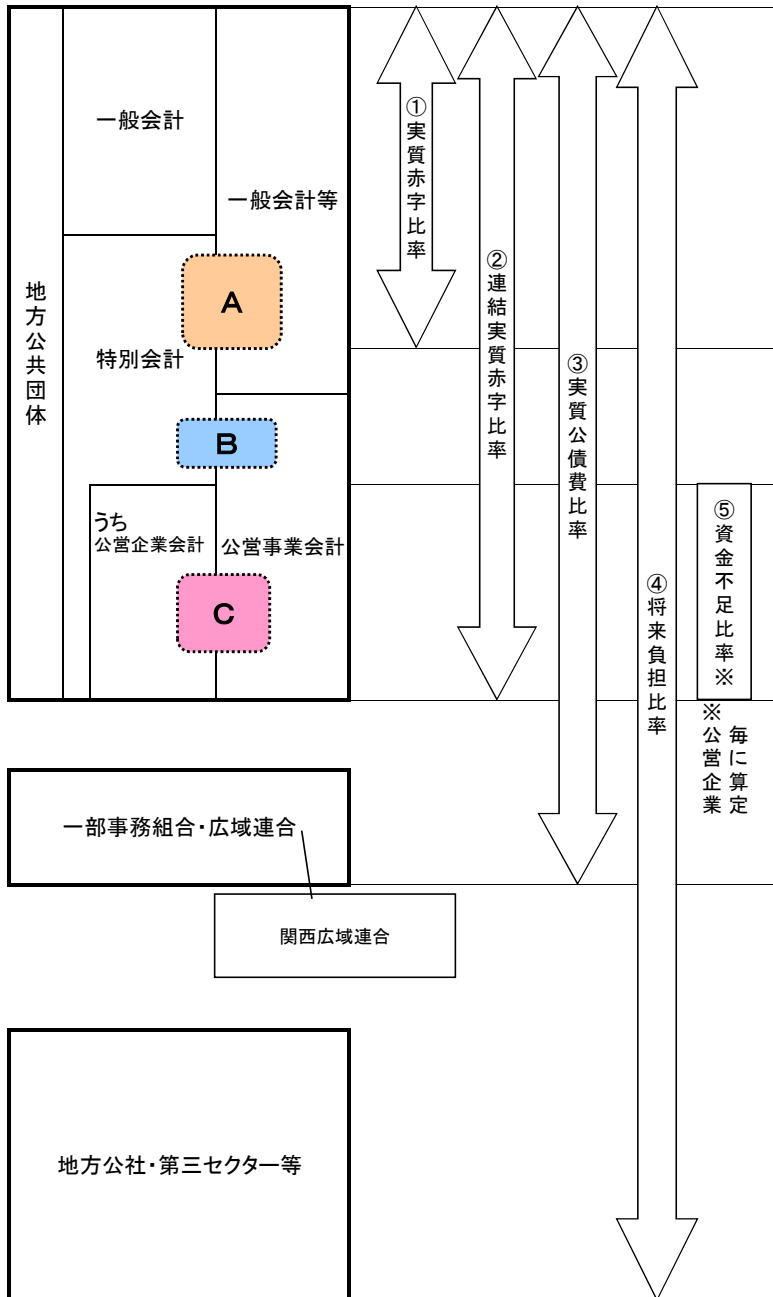 地方公共団体
一般会計
一般会計等
特別会計
A
B
うち
公営企業会計
公営事業会計
C
①実質赤字比率
②連結実質赤字比率
③実質公債費比率
④将来負担比率
⑤資金不足比率※
※公営企業
毎に算定
一部事務組合・広域連合
関西広域連合
地方公社・第三セクター等